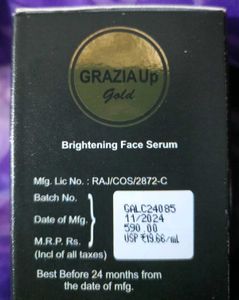 GRAZIA Up
Gold
Brightening Face Serum
Mfg. Lic No. : RAJ/COS/2872-C
Batch No. GALC24085
Date of Mfg. 11/2024
M.R.P. Rs. 590.00
(Incl of all taxes) USP ₹19.66/ml
Best Before 24 months from
the date of mfg.